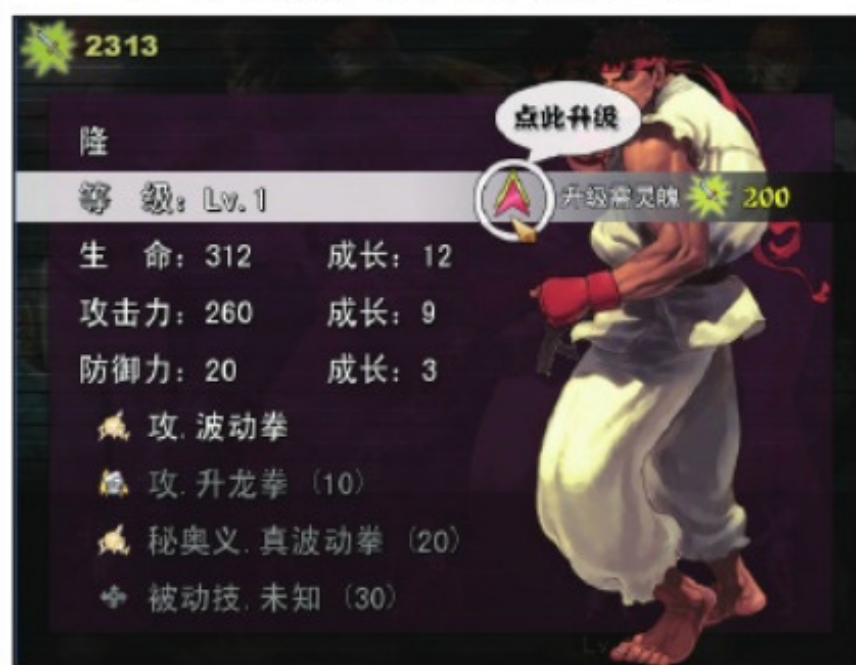 2313
点此升级
隆
等 级: Lv.1
升级需灵魄 200
生 命: 312 成长: 12
攻击力: 260 成长: 9
防御力: 20 成长: 3
攻.波动拳
攻.升龙拳 (10)
秘奥义.真波动拳 (20)
被动技.未知 (30)